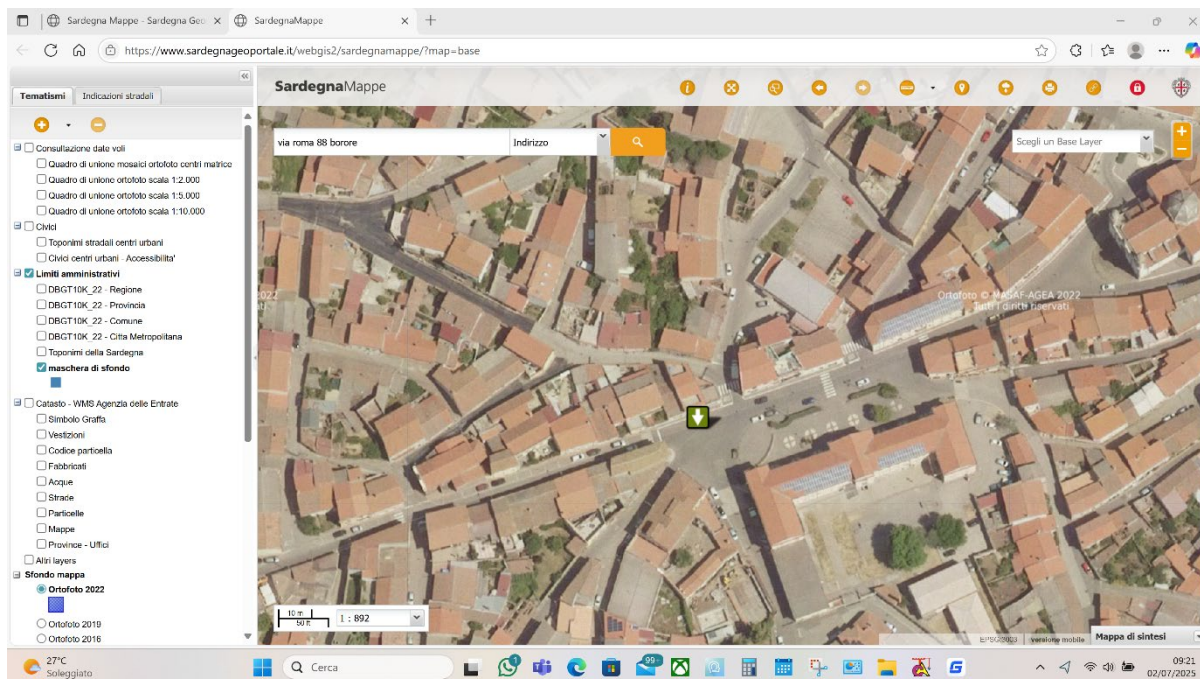 Sardegna Mappe - Sardegna Geo
SardegnaMappe
https://www.sardegnageoportale.it/webgis2/sardegnamappe/?map=base
Tematismi
Indicazioni stradali
SardegnaMappe
via roma 88 borore
Indirizzo
Scegli un Base Layer
Consultazione date voli
Quadro di unione mosaici ortofoto centri matrice
Quadro di unione ortofoto scala 1:2.000
Quadro di unione ortofoto scala 1:5.000
Quadro di unione ortofoto scala 1:10.000
Civici
Toponimi stradali centri urbani
Civici centri urbani - Accessibilita'
Limiti amministrativi
DBGT10K_22 - Regione
DBGT10K_22 - Provincia
DBGT10K_22 - Comune
DBGT10K_22 - Citta Metropolitana
Toponimi della Sardegna
maschera di sfondo
Catasto - WMS Agenzia delle Entrate
Simbolo Graffa
Vestizioni
Codice particella
Fabbricati
Acque
Strade
Particelle
Mappe
Province - Uffici
Altri layers
Sfondo mappa
Ortofoto 2022
Ortofoto 2019
Ortofoto 2016
Ortofoto © MASAF-AGEA 2022
Tutti i diritti riservati
10 m
50 ft
1 : 892
EPSG:3003
versione mobile
Mappa di sintesi
27°C
Soleggiato
Cerca
99+
09:21
02/07/2025